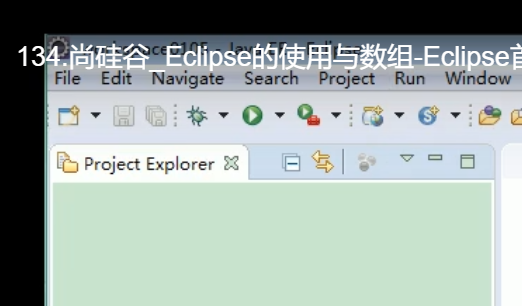 134.尚硅谷_Eclipse的使用与数组-Eclipse首
File Edit Navigate Search Project Run Window
Project Explorer